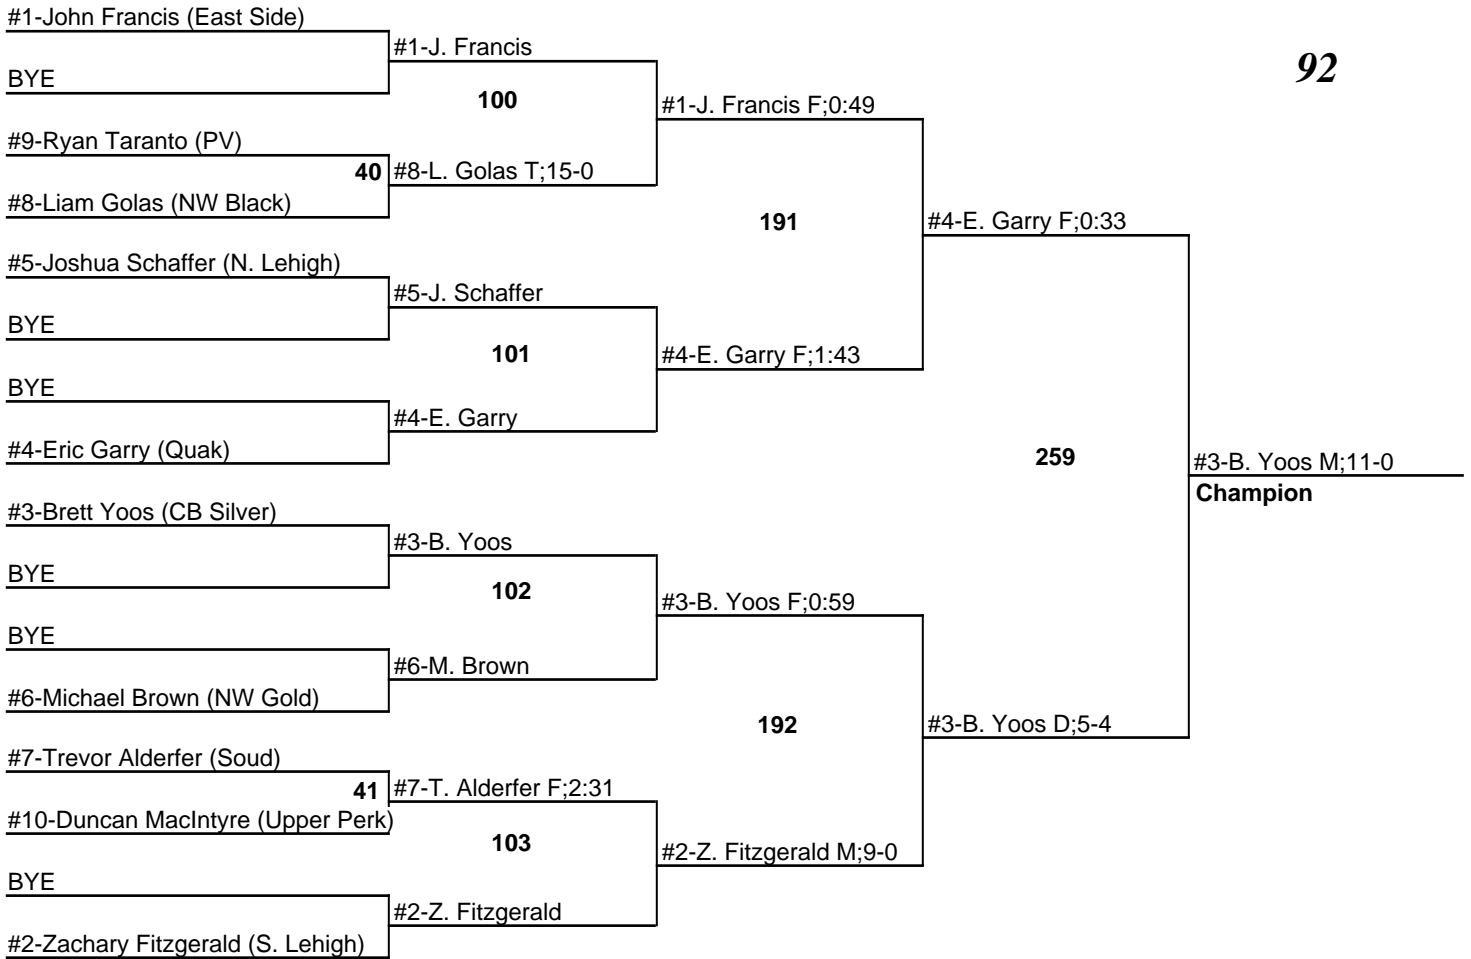 #1-John Francis (East Side)
BYE
#9-Ryan Taranto (PV)
40
#8-Liam Golas (NW Black)
#5-Joshua Schaffer (N. Lehigh)
BYE
BYE
#4-Eric Garry (Quak)
#3-Brett Yoos (CB Silver)
BYE
BYE
#6-Michael Brown (NW Gold)
#7-Trevor Alderfer (Soud)
41
#10-Duncan MacIntyre (Upper Perk)
BYE
#2-Zachary Fitzgerald (S. Lehigh)
#1-J. Francis
100
#8-L. Golas T;15-0
#5-J. Schaffer
101
#4-E. Garry
#3-B. Yoos
102
#6-M. Brown
#7-T. Alderfer F;2:31
103
#2-Z. Fitzgerald
#1-J. Francis F;0:49
191
#4-E. Garry F;1:43
#3-B. Yoos F;0:59
192
#2-Z. Fitzgerald M;9-0
#4-E. Garry F;0:33
259
#3-B. Yoos D;5-4
92
#3-B. Yoos M;11-0
Champion